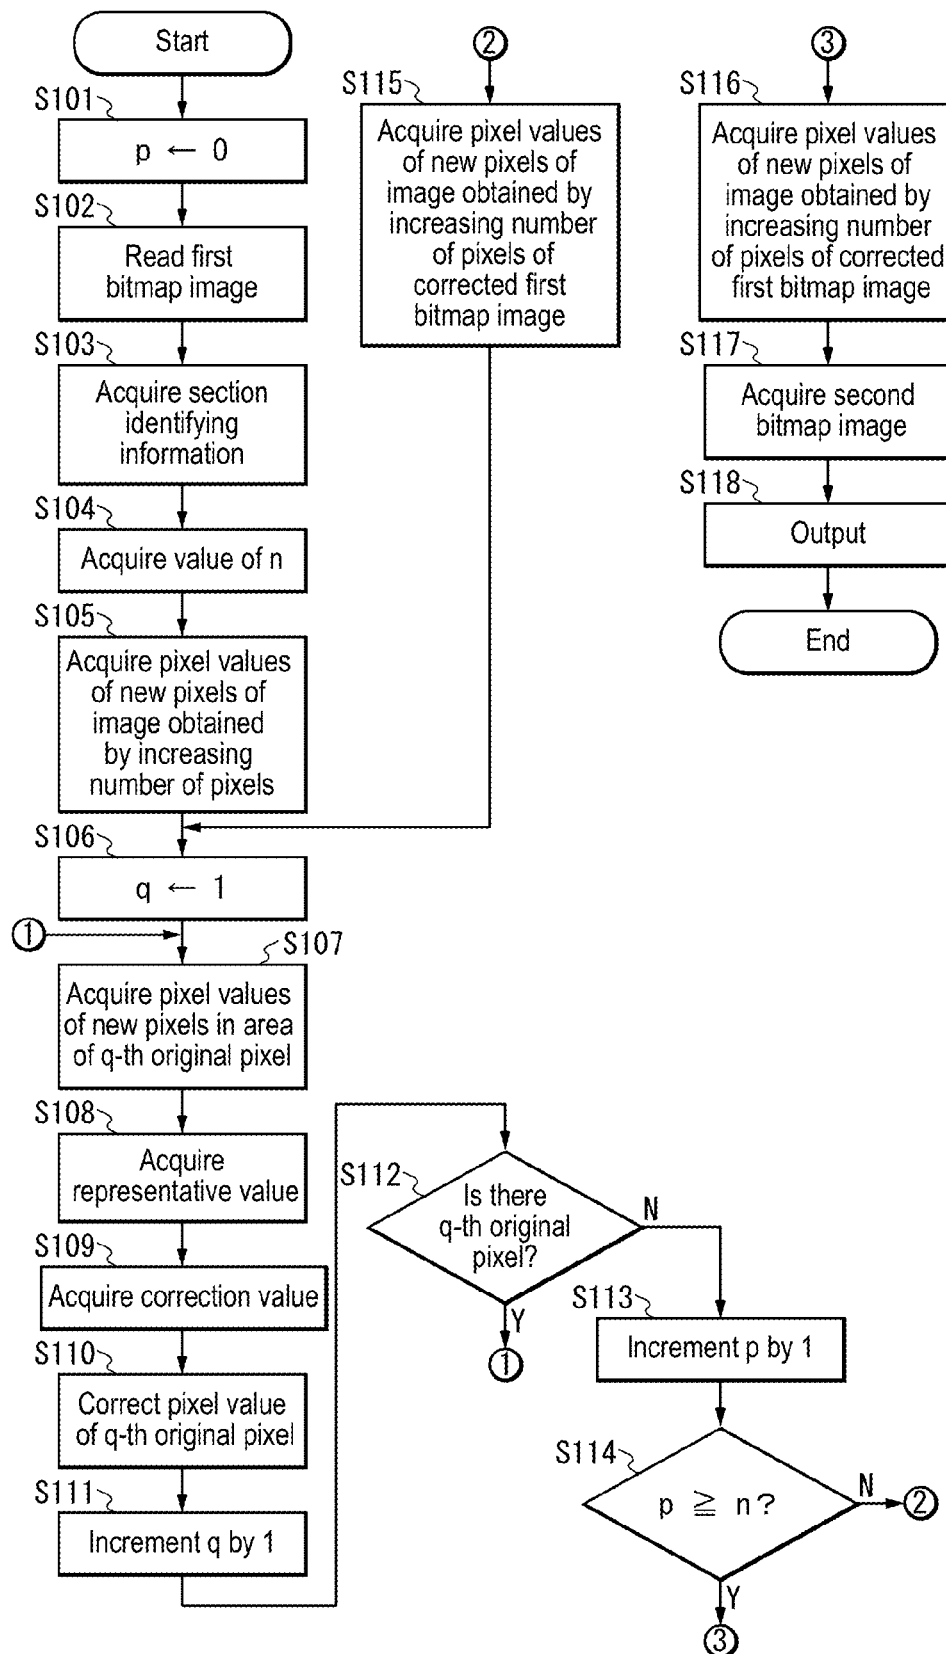 Start
S101
p ← 0
S102
Read first
bitmap image
S103
Acquire section
identifying
information
S104
Acquire value of n
S105
Acquire pixel values
of new pixels of
image obtained
by increasing
number of pixels
S106
q ← 1
1
S107
Acquire pixel values
of new pixels in area
of q-th original pixel
S108
Acquire
representative value
S109
Acquire correction value
S110
Correct pixel value
of q-th original pixel
S111
Increment q by 1
2
S115
Acquire pixel values
of new pixels of
image obtained by
increasing number
of pixels of
corrected first
bitmap image
S112
Is there
q-th original
pixel?
N
Y
1
S113
Increment p by 1
S114
p ≧ n?
N
2
Y
3
3
S116
Acquire pixel values
of new pixels of
image obtained by
increasing number
of pixels of corrected
first bitmap image
S117
Acquire second
bitmap image
S118
Output
End